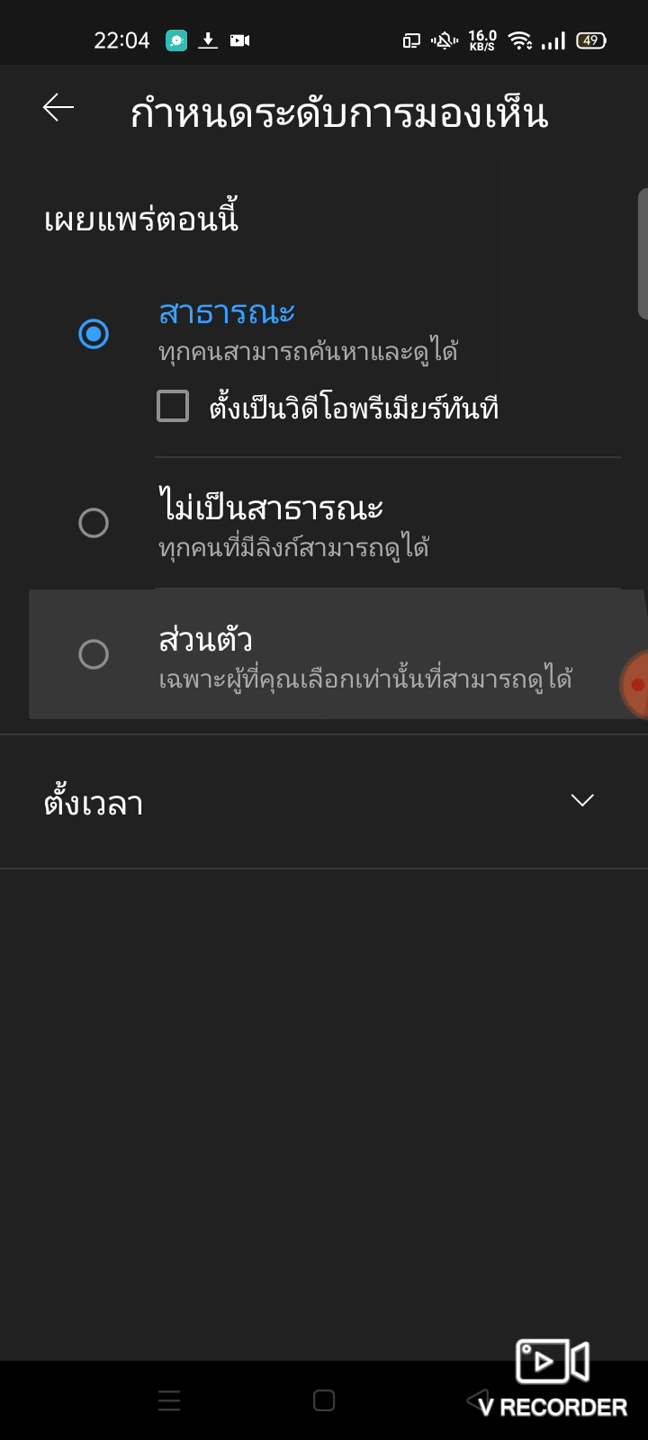 22:04
16.0
KB/S
49
กำหนดระดับการมองเห็น
เผยแพร่ตอนนี้
สาธารณะ
ทุกคนสามารถค้นหาและดูได้
ตั้งเป็นวิดีโอพรีเมียร์ทันที
ไม่เป็นสาธารณะ
ทุกคนที่มีลิงก์สามารถดูได้
ส่วนตัว
เฉพาะผู้ที่คุณเลือกเท่านั้นที่สามารถดูได้
ตั้งเวลา
V RECORDER